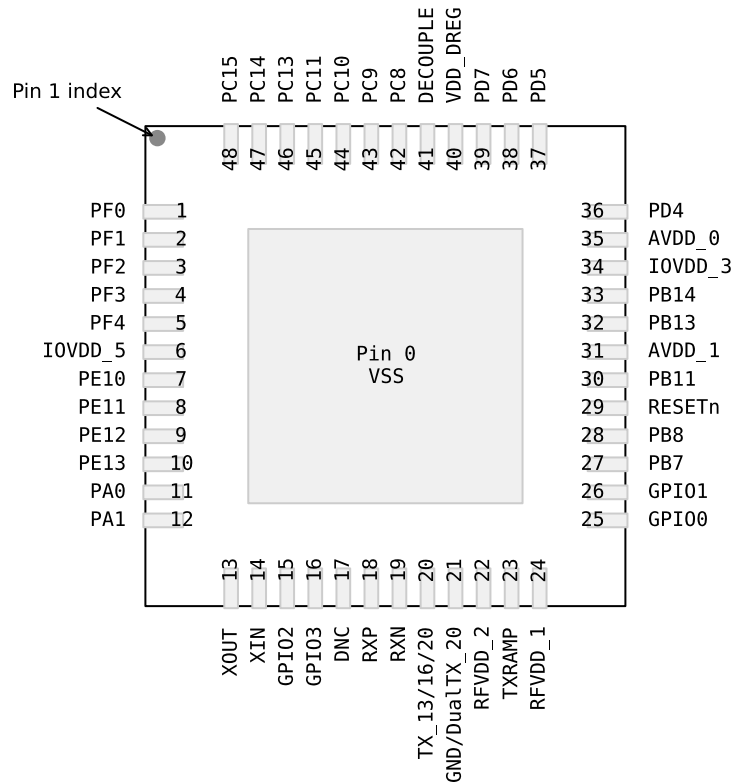 PC15
PC14
PC13
PC11
PC10
PC9
PC8
DECOUPLE
VDD_DREG
PD7
PD6
PD5
Pin 1 index
48
47
46
45
44
43
42
41
40
39
38
37
PF0 1
36 PD4
PF1 2
35 AVDD_0
PF2 3
34 IOVDD_3
PF3 4
33 PB14
PF4 5
32 PB13
IOVDD_5 6
31 AVDD_1
PE10 7
30 PB11
PE11 8
29 RESETn
PE12 9
28 PB8
PE13 10
27 PB7
PA0 11
26 GPIO1
PA1 12
25 GPIO0
Pin 0
VSS
13
14
15
16
17
18
19
20
21
22
23
24
XOUT
XIN
GPIO2
GPIO3
DNC
RXP
RXN
TX_13/16/20
GND/DualTX_20
RFVDD_2
TXRAMP
RFVDD_1